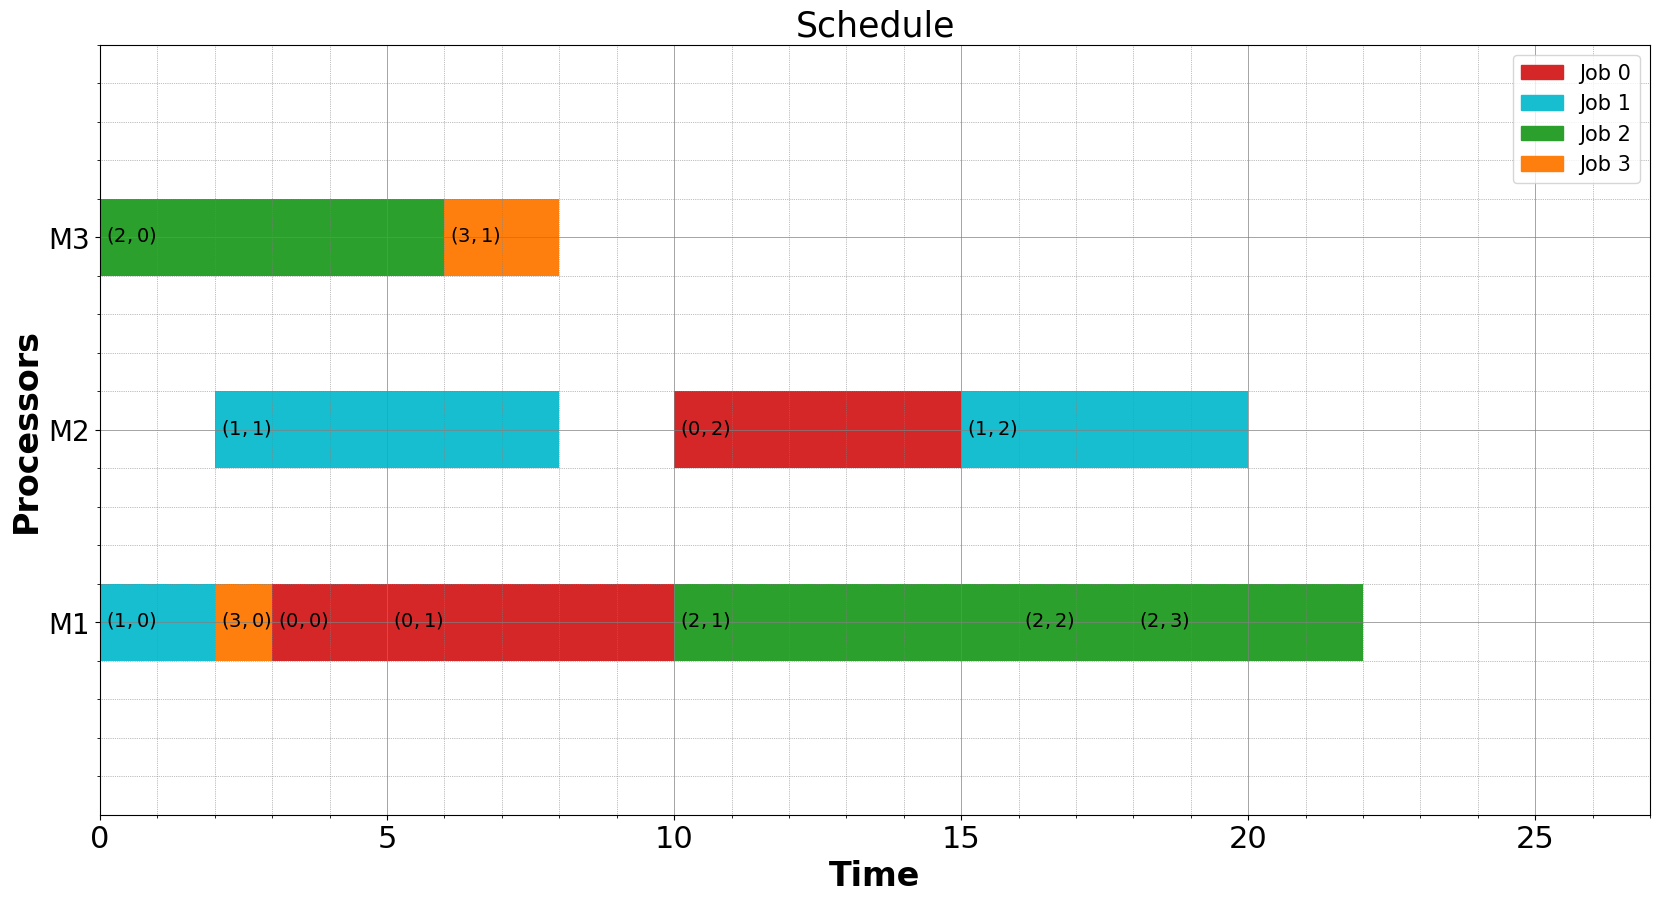 Schedule
Job 0
Job 1
Job 2
Job 3
M3
(2, 0)
(3, 1)
M2
(1, 1)
(0, 2)
(1, 2)
M1
(1, 0)
(3, 0)
(0, 0)
(0, 1)
(2, 1)
(2, 2)
(2, 3)
Processors
0 5 10 15 20 25
Time